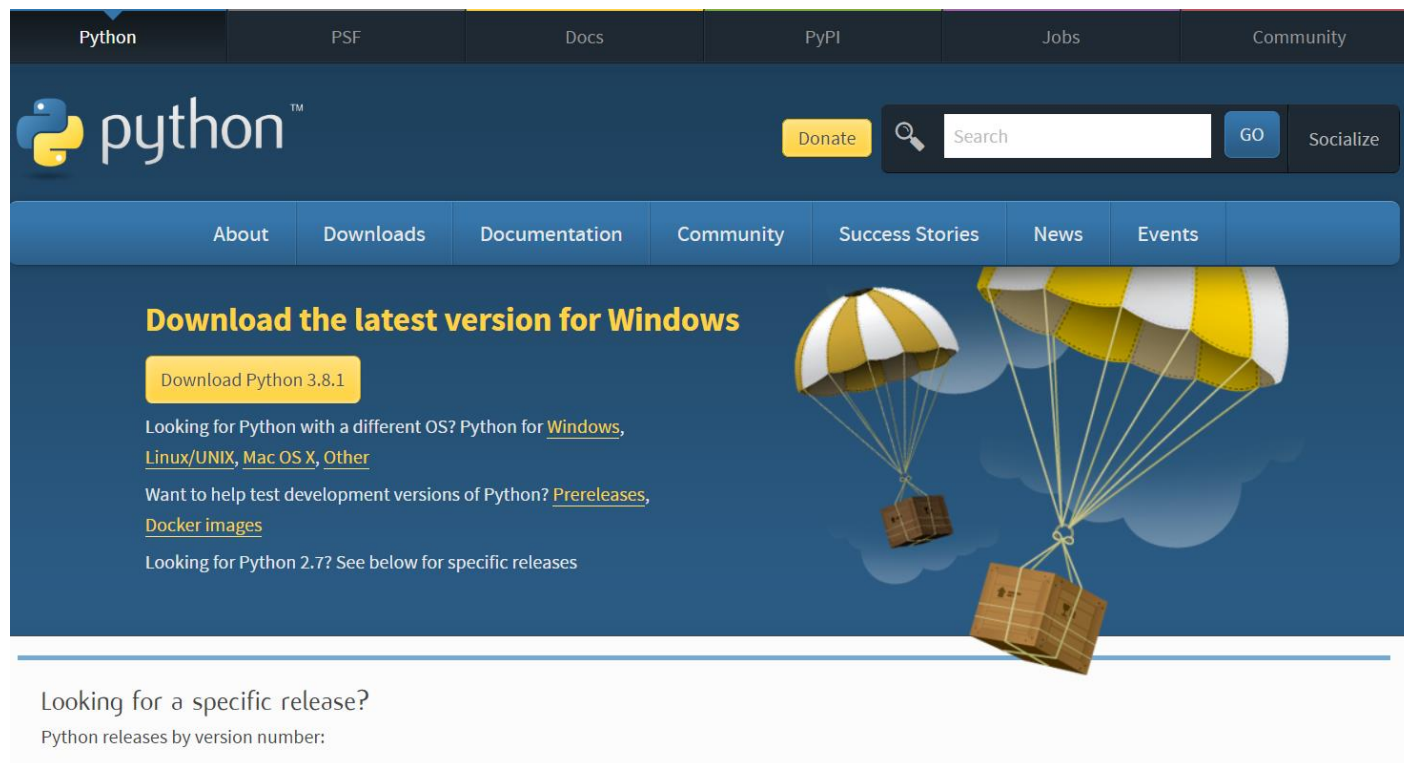 Python PSF Docs PyPI Jobs Community
python™
Donate Search GO Socialize
About Downloads Documentation Community Success Stories News Events
Download the latest version for Windows
Download Python 3.8.1
Looking for Python with a different OS? Python for Windows,
Linux/UNIX, Mac OS X, Other
Want to help test development versions of Python? Prereleases,
Docker images
Looking for Python 2.7? See below for specific releases
Looking for a specific release?
Python releases by version number: